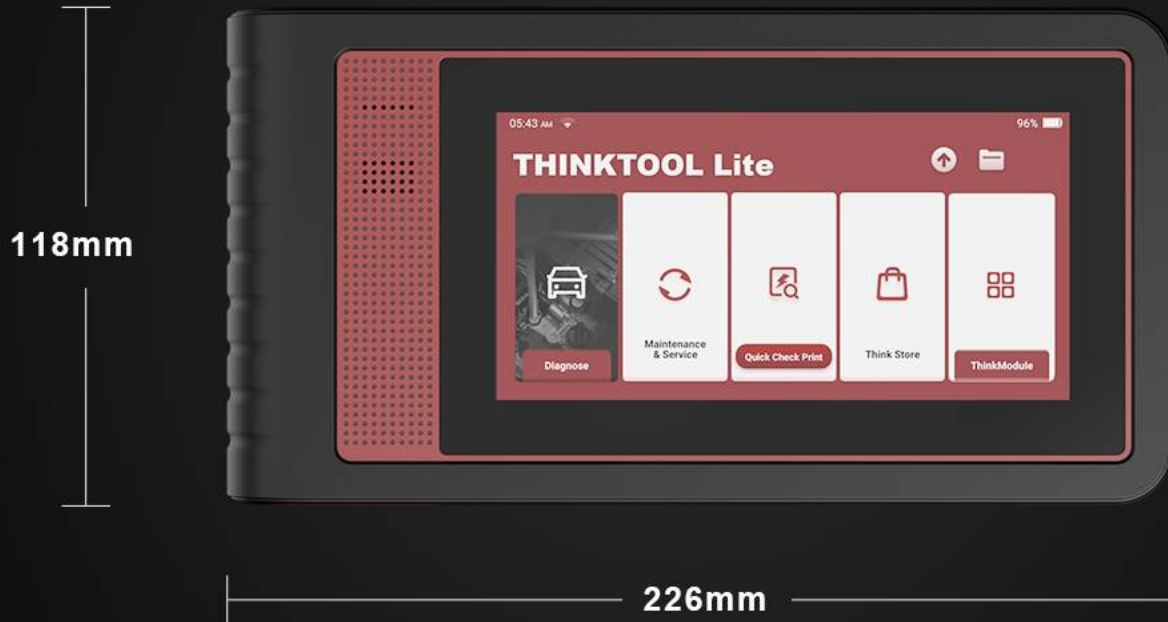 05:43 AM
96%
THINKTOOL Lite
118mm
Diagnose
Maintenance
& Service
Quick Check Print
Think Store
ThinkModule
226mm